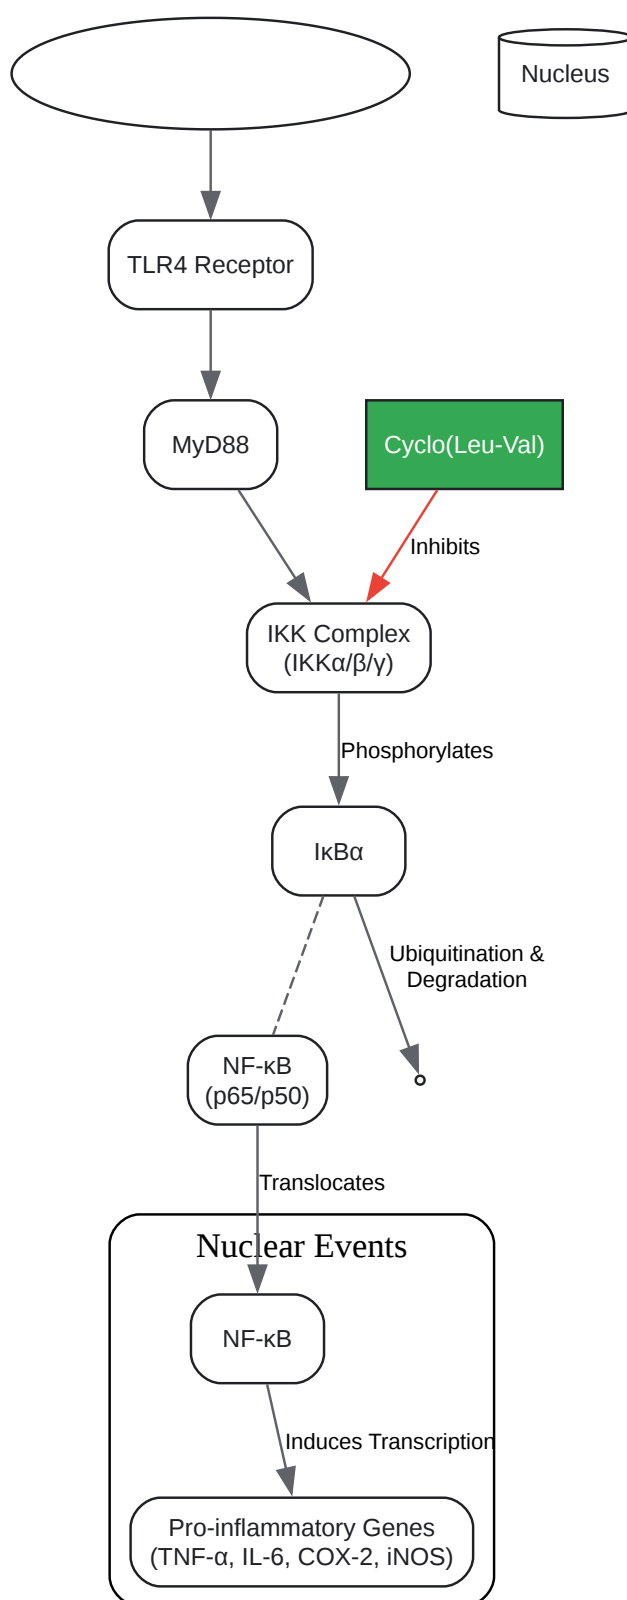 Nucleus
TLR4 Receptor
MyD88
Cyclo(Leu-Val)
Inhibits
IKK Complex
(IKKα/β/γ)
Phosphorylates
IκBα
Ubiquitination &
Degradation
NF-κB
(p65/p50)
Translocates
Nuclear Events
NF-κB
Induces Transcription
Pro-inflammatory Genes
(TNF-α, IL-6, COX-2, iNOS)